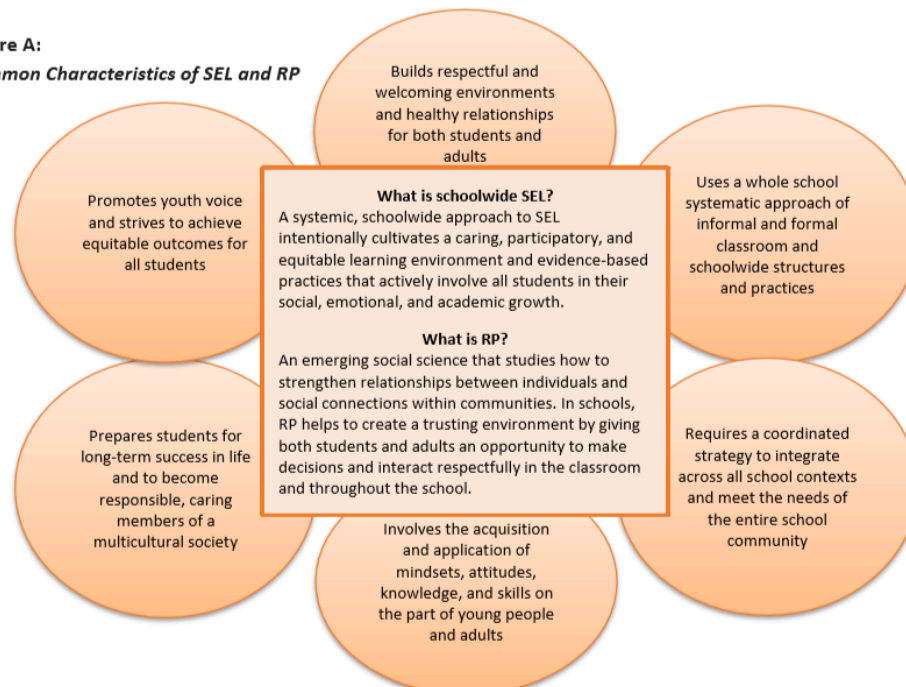 re A:
mon Characteristics of SEL and RP
Builds respectful and
welcoming environments
and healthy relationships
for both students and
adults
Promotes youth voice
and strives to achieve
equitable outcomes for
all students
What is schoolwide SEL?
A systemic, schoolwide approach to SEL
intentionally cultivates a caring, participatory, and
equitable learning environment and evidence-based
practices that actively involve all students in their
social, emotional, and academic growth.
What is RP?
An emerging social science that studies how to
strengthen relationships between individuals and
social connections within communities. In schools,
RP helps to create a trusting environment by giving
both students and adults an opportunity to make
decisions and interact respectfully in the classroom
and throughout the school.
Uses a whole school
systematic approach of
informal and formal
classroom and
schoolwide structures
and practices
Prepares students for
long-term success in life
and to become
responsible, caring
members of a
multicultural society
Requires a coordinated
strategy to integrate
across all school contexts
and meet the needs of
the entire school
community
Involves the acquisition
and application of
mindsets, attitudes,
knowledge, and skills on
the part of young people
and adults